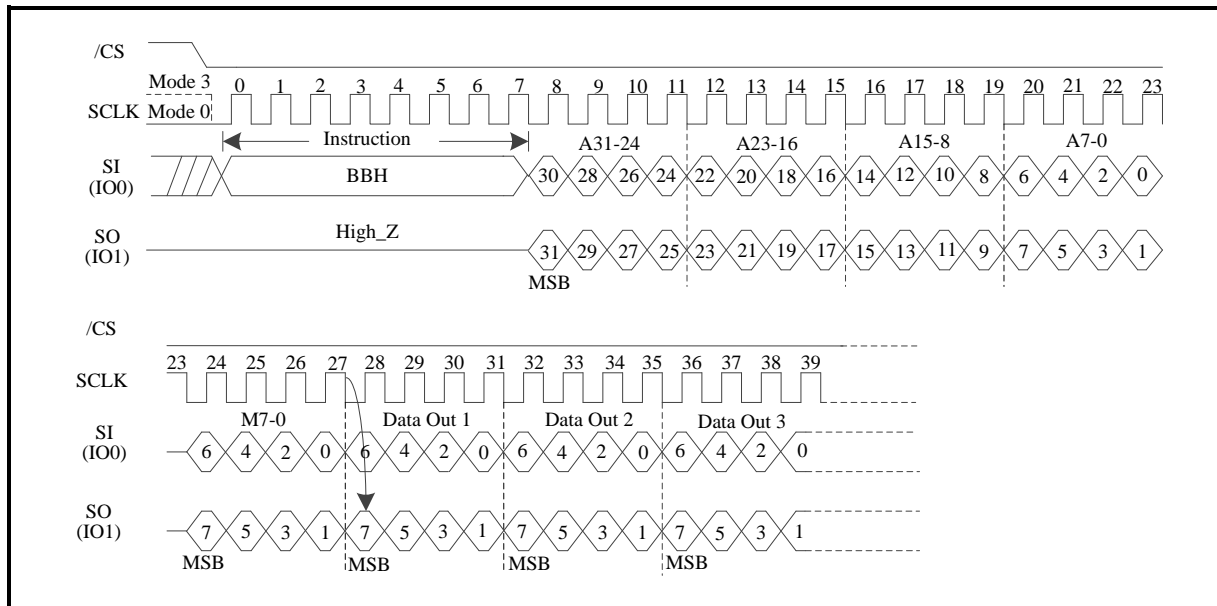 /CS
Mode 3
0 1 2 3 4 5 6 7 8 9 10 11 12 13 14 15 16 17 18 19 20 21 22 23
SCLK Mode 0
Instruction A31-24 A23-16 A15-8 A7-0
SI
(IO0)
BBH 30 28 26 24 22 20 18 16 14 12 10 8 6 4 2 0
High_Z
SO
(IO1)
31 29 27 25 23 21 19 17 15 13 11 9 7 5 3 1
MSB
/CS
23 24 25 26 27 28 29 30 31 32 33 34 35 36 37 38 39
SCLK
M7-0 Data Out 1 Data Out 2 Data Out 3
SI
(IO0)
6 4 2 0 6 4 2 0 6 4 2 0 6 4 2 0
SO
(IO1)
7 5 3 1 7 5 3 1 7 5 3 1 7 5 3 1
MSB MSB MSB MSB